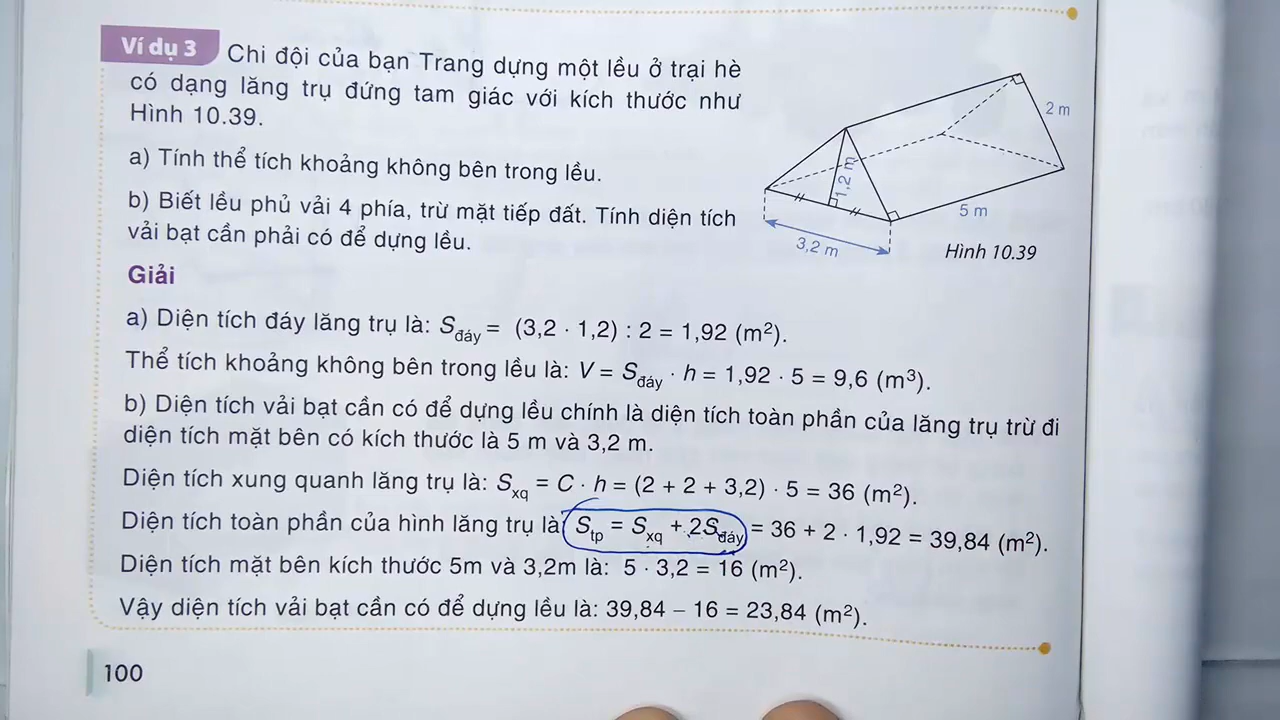 Ví dụ 3 Chi đội của bạn Trang dựng một lều ở trại hè
có dạng lăng trụ đứng tam giác với kích thước như
Hình 10.39.
a) Tính thể tích khoảng không bên trong lều.
b) Biết lều phủ vải 4 phía, trừ mặt tiếp đất. Tính diện tích
vải bạt cần phải có để dựng lều.
2 m
1,2 m
5 m
3,2 m
Hình 10.39
Giải
a) Diện tích đáy lăng trụ là: Sđáy = (3,2 · 1,2) : 2 = 1,92 (m²).
Thể tích khoảng không bên trong lều là: V = Sđáy · h = 1,92 · 5 = 9,6 (m³).
b) Diện tích vải bạt cần có để dựng lều chính là diện tích toàn phần của lăng trụ trừ đi
diện tích mặt bên có kích thước là 5 m và 3,2 m.
Diện tích xung quanh lăng trụ là: Sxq = C · h = (2 + 2 + 3,2) · 5 = 36 (m²).
Diện tích toàn phần của hình lăng trụ là: Stp = Sxq + 2Sđáy = 36 + 2 · 1,92 = 39,84 (m²).
Diện tích mặt bên kích thước 5m và 3,2m là: 5 · 3,2 = 16 (m²).
Vậy diện tích vải bạt cần có để dựng lều là: 39,84 – 16 = 23,84 (m²).
100